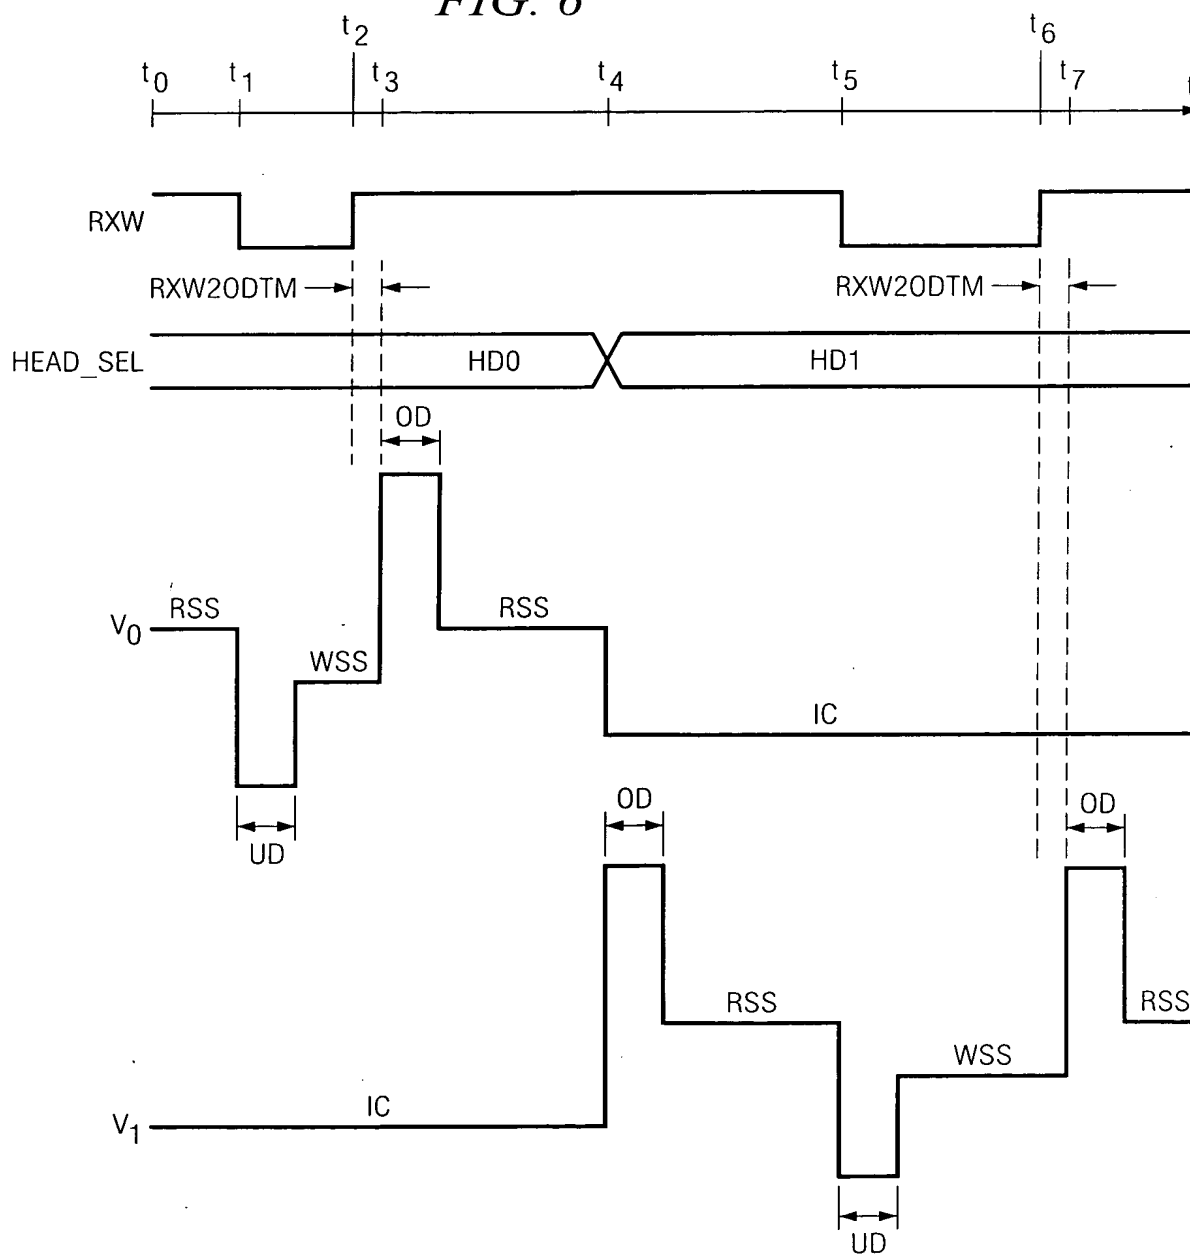 FIG. 6
t2 t6
t0 t1 t3 t4 t5 t7
RXW
RXW2ODTM RXW2ODTM
HEAD_SEL HD0 HD1
OD
RSS RSS
V0
WSS
IC
OD OD
UD
RSS RSS
WSS
IC
V1
UD